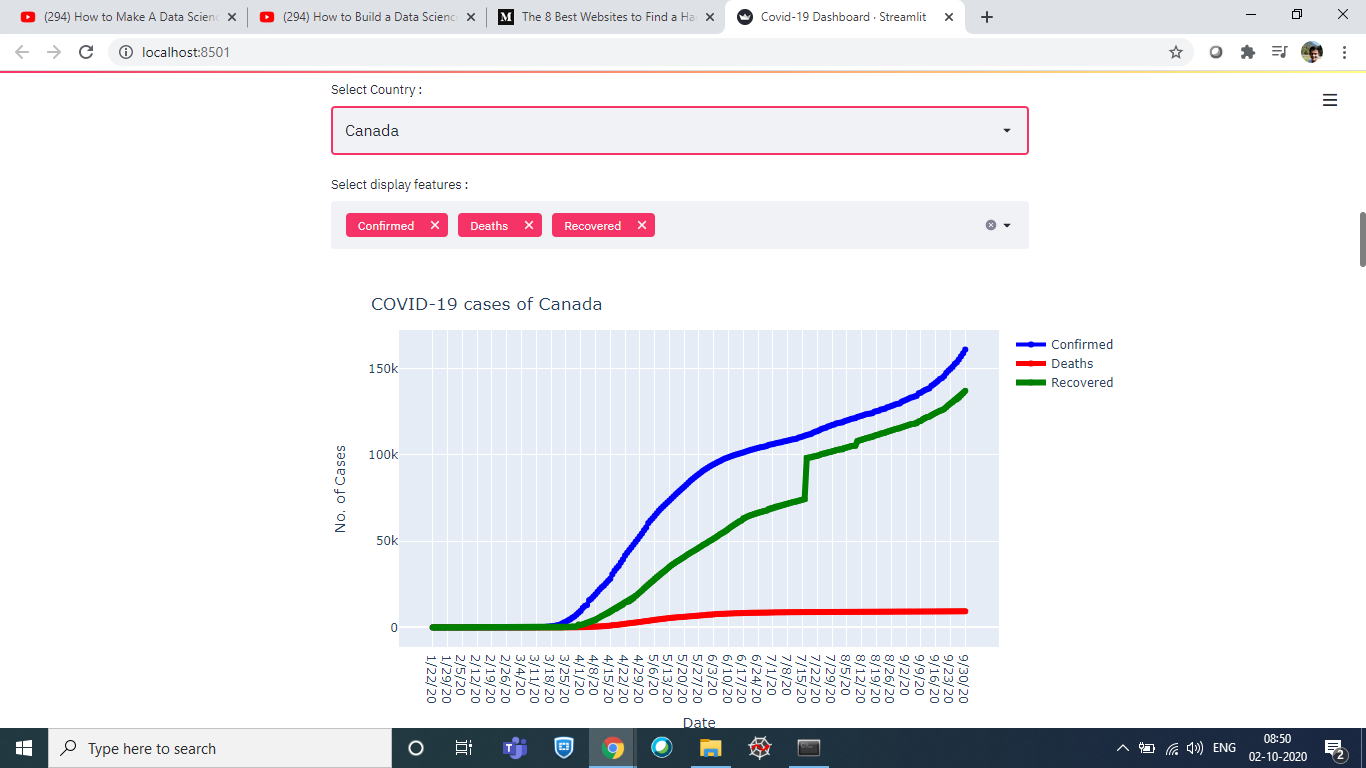 (294) How to Make A Data Scienc
(294) How to Build a Data Science
The 8 Best Websites to Find a Ha
Covid-19 Dashboard · Streamlit
localhost:8501
Select Country :
Canada
Select display features :
Confirmed
Deaths
Recovered
COVID-19 cases of Canada
Confirmed
Deaths
Recovered
150k
100k
50k
0
No. of Cases
1/22/20
1/29/20
2/5/20
2/12/20
2/19/20
2/26/20
3/4/20
3/11/20
3/18/20
3/25/20
4/1/20
4/8/20
4/15/20
4/22/20
4/29/20
5/6/20
5/13/20
5/20/20
5/27/20
6/3/20
6/10/20
6/17/20
6/24/20
7/1/20
7/8/20
7/15/20
7/22/20
7/29/20
8/5/20
8/12/20
8/19/20
8/26/20
9/2/20
9/9/20
9/16/20
9/23/20
9/30/20
Date
Type here to search
ENG
08:50
02-10-2020
2